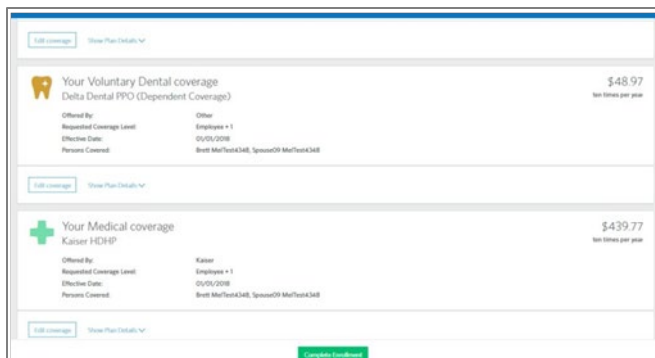 Edit coverage Show Plan Details
Your Voluntary Dental coverage $48.97
Delta Dental PPO (Dependent Coverage) ten times per year
Offered By: Other
Requested Coverage Level: Employee + 1
Effective Date: 01/01/2018
Persons Covered: Brett MelTest4348, Spouse09 MelTest4348
Edit coverage Show Plan Details
Your Medical coverage $439.77
Kaiser HDHP ten times per year
Offered By: Kaiser
Requested Coverage Level: Employee + 1
Effective Date: 01/01/2018
Persons Covered: Brett MelTest4348, Spouse09 MelTest4348
Edit coverage Show Plan Details
Complete Enrollment